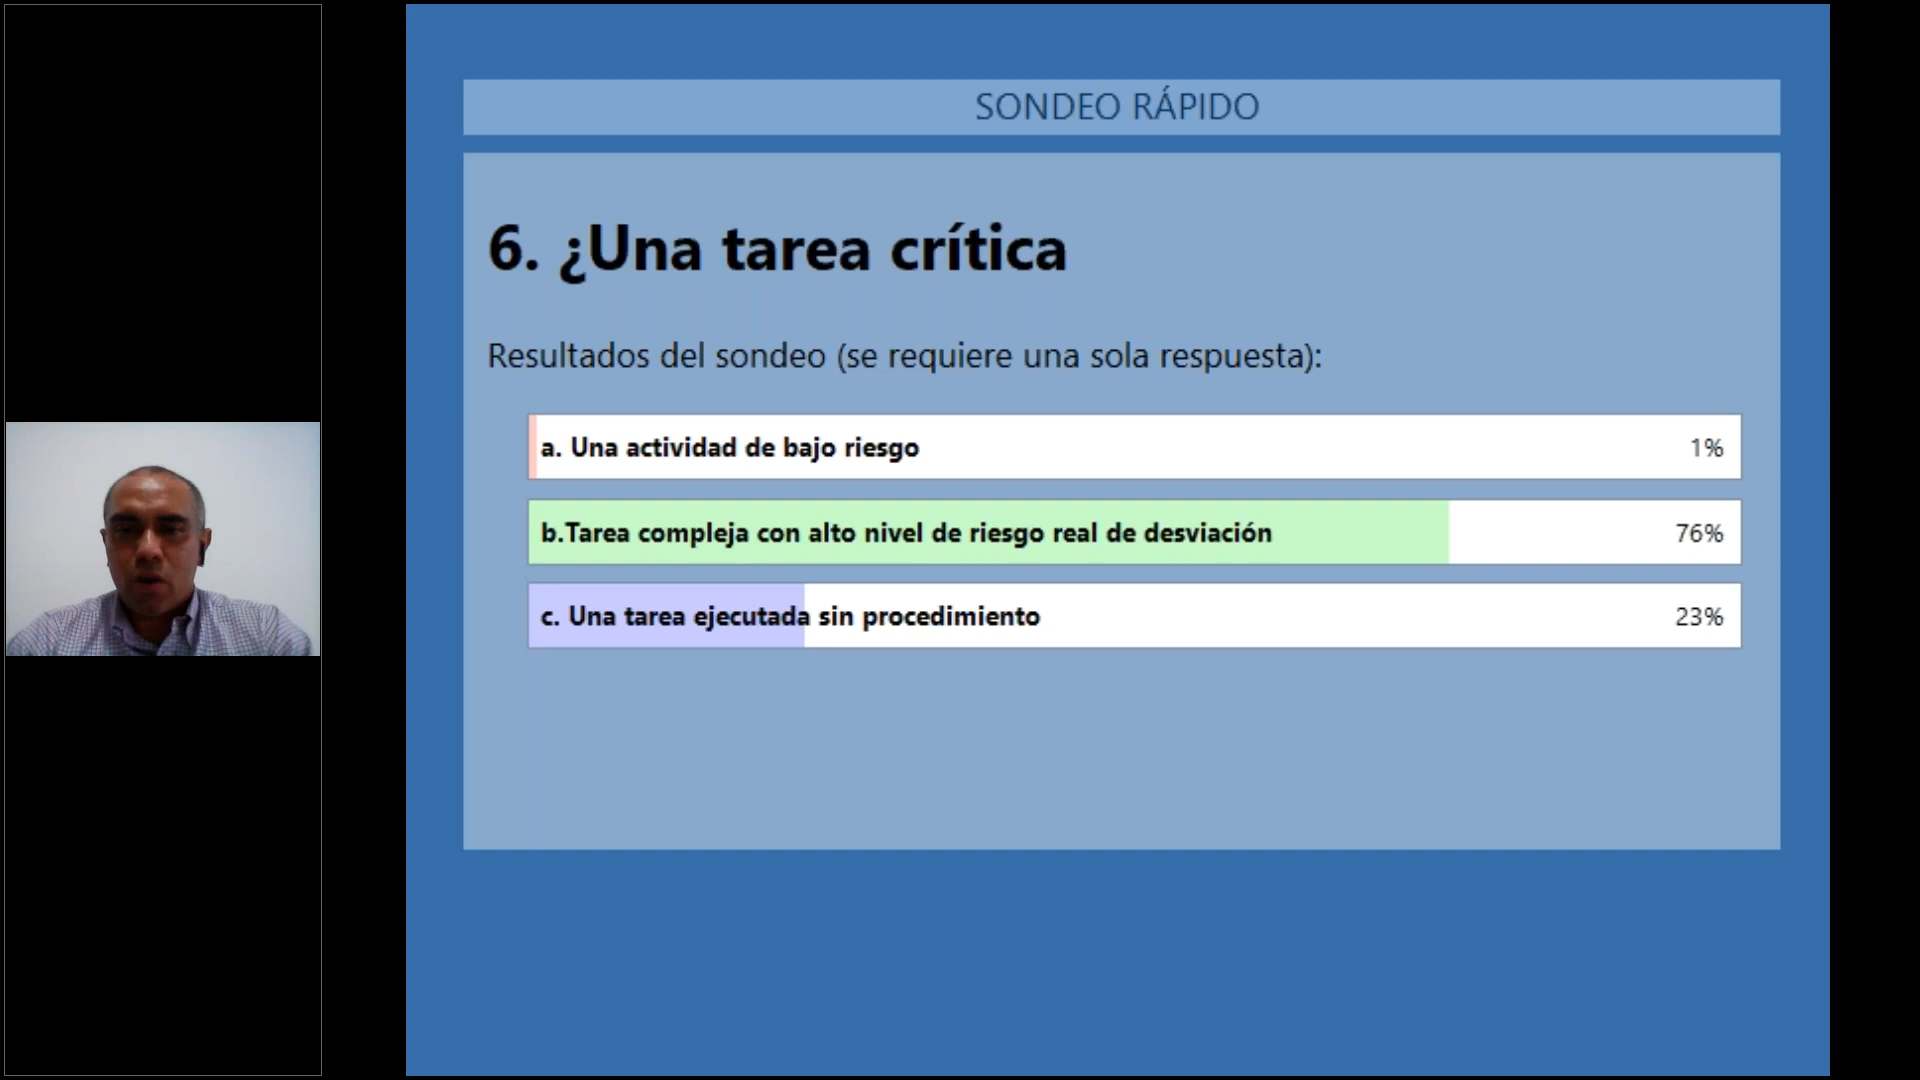 SONDEO RÁPIDO
6. ¿Una tarea crítica
Resultados del sondeo (se requiere una sola respuesta):
a. Una actividad de bajo riesgo 1%
b.Tarea compleja con alto nivel de riesgo real de desviación 76%
c. Una tarea ejecutada sin procedimiento 23%